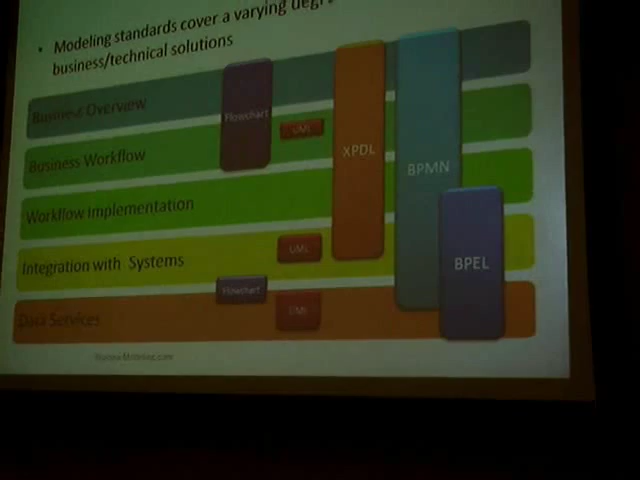 • Modeling standards cover a varying
business/technical solutions
Business Overview
Flowchart
UML
Business Workflow
XPDL
BPMN
Workflow Implementation
Integration with Systems
UML
BPEL
Flowchart
UML
Data Services